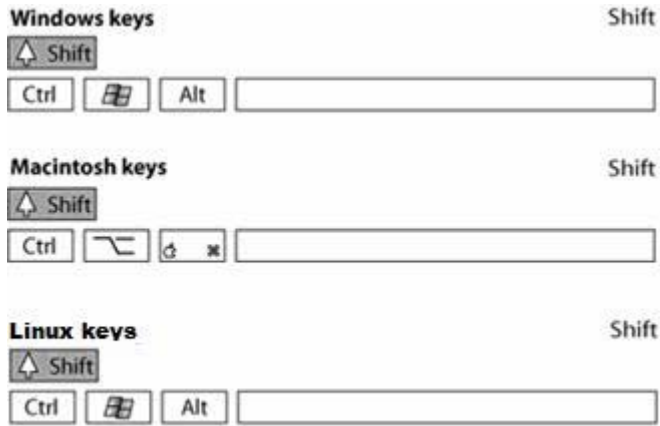 Windows keys Shift
Shift
Ctrl Alt
Macintosh keys Shift
Shift
Ctrl ⌥ ⌘
Linux keys Shift
Shift
Ctrl Alt